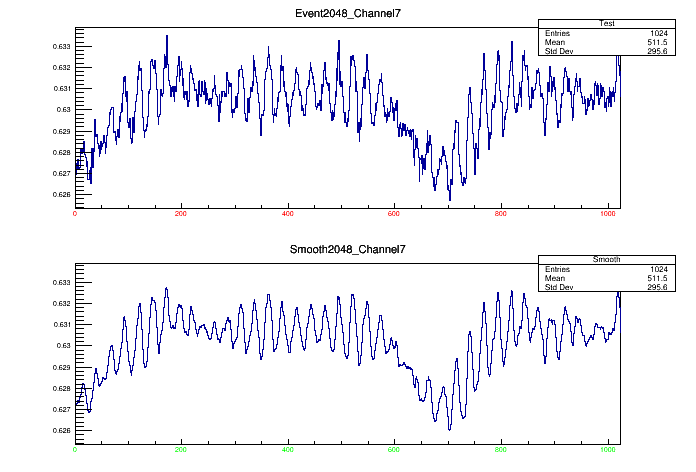 Event2048_Channel7
Test
Entries 1024
Mean 511.5
Std Dev 295.6
0.633
0.632
0.631
0.63
0.629
0.628
0.627
0.626
0 200 400 600 800 1000
Smooth2048_Channel7
Smooth
Entries 1024
Mean 511.5
Std Dev 295.6
0.633
0.632
0.631
0.63
0.629
0.628
0.627
0.626
0 200 400 600 800 1000